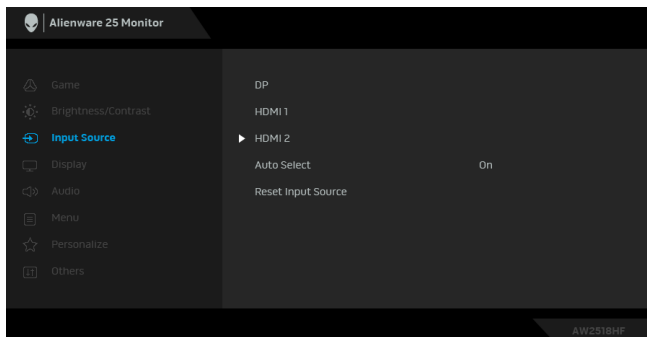 Alienware 25 Monitor
Game
Brightness/Contrast
Input Source
Display
Audio
Menu
Personalize
Others
DP
HDMI 1
HDMI 2
Auto Select On
Reset Input Source
AW2518HF